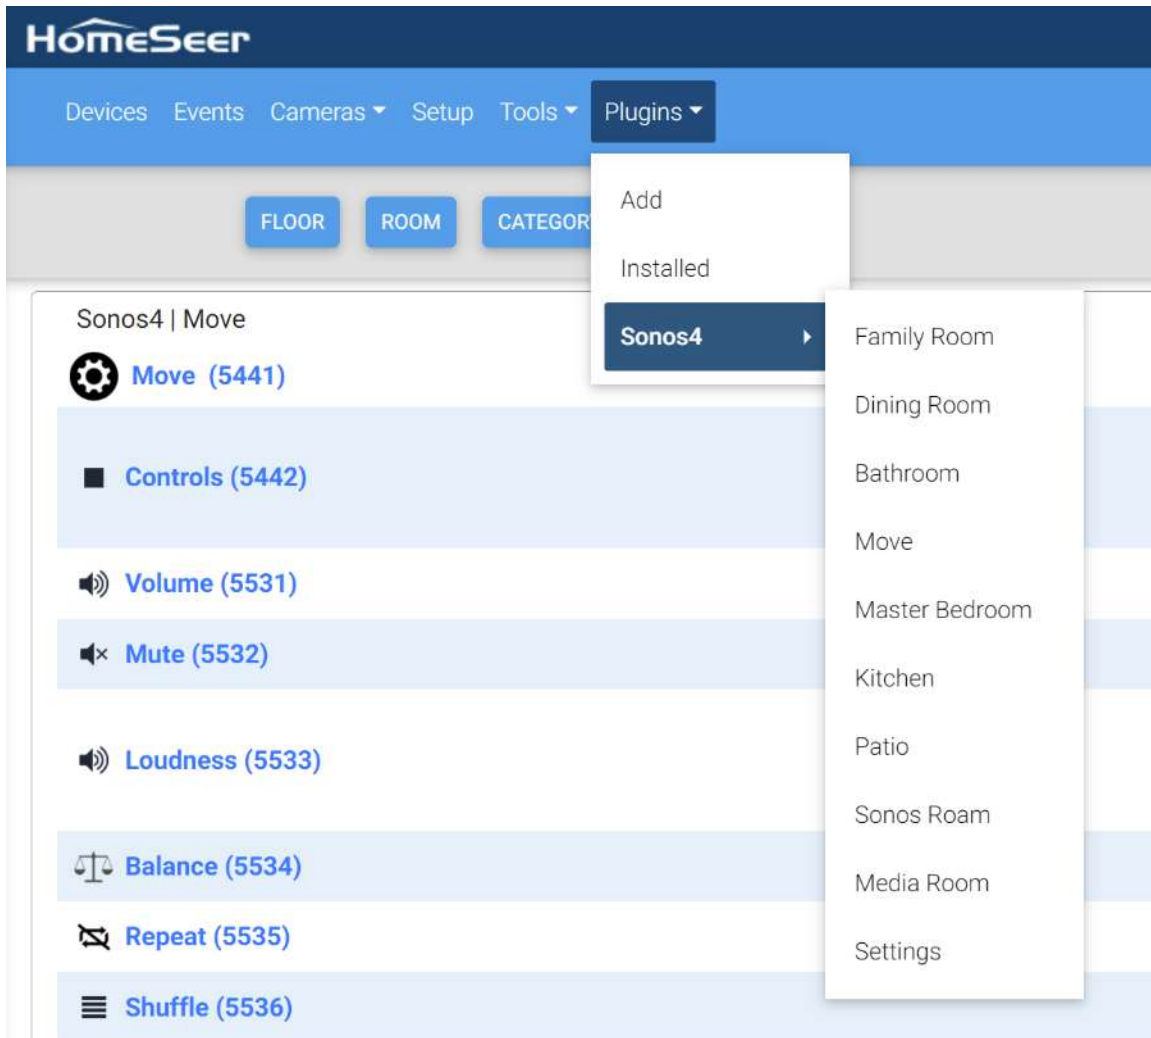 HomeSeer
Devices Events Cameras Setup Tools Plugins
FLOOR ROOM CATEGOR
Add
Installed
Sonos4
Family Room
Dining Room
Bathroom
Move
Master Bedroom
Kitchen
Patio
Sonos Roam
Media Room
Settings
Sonos4 | Move
Move (5441)
Controls (5442)
Volume (5531)
Mute (5532)
Loudness (5533)
Balance (5534)
Repeat (5535)
Shuffle (5536)